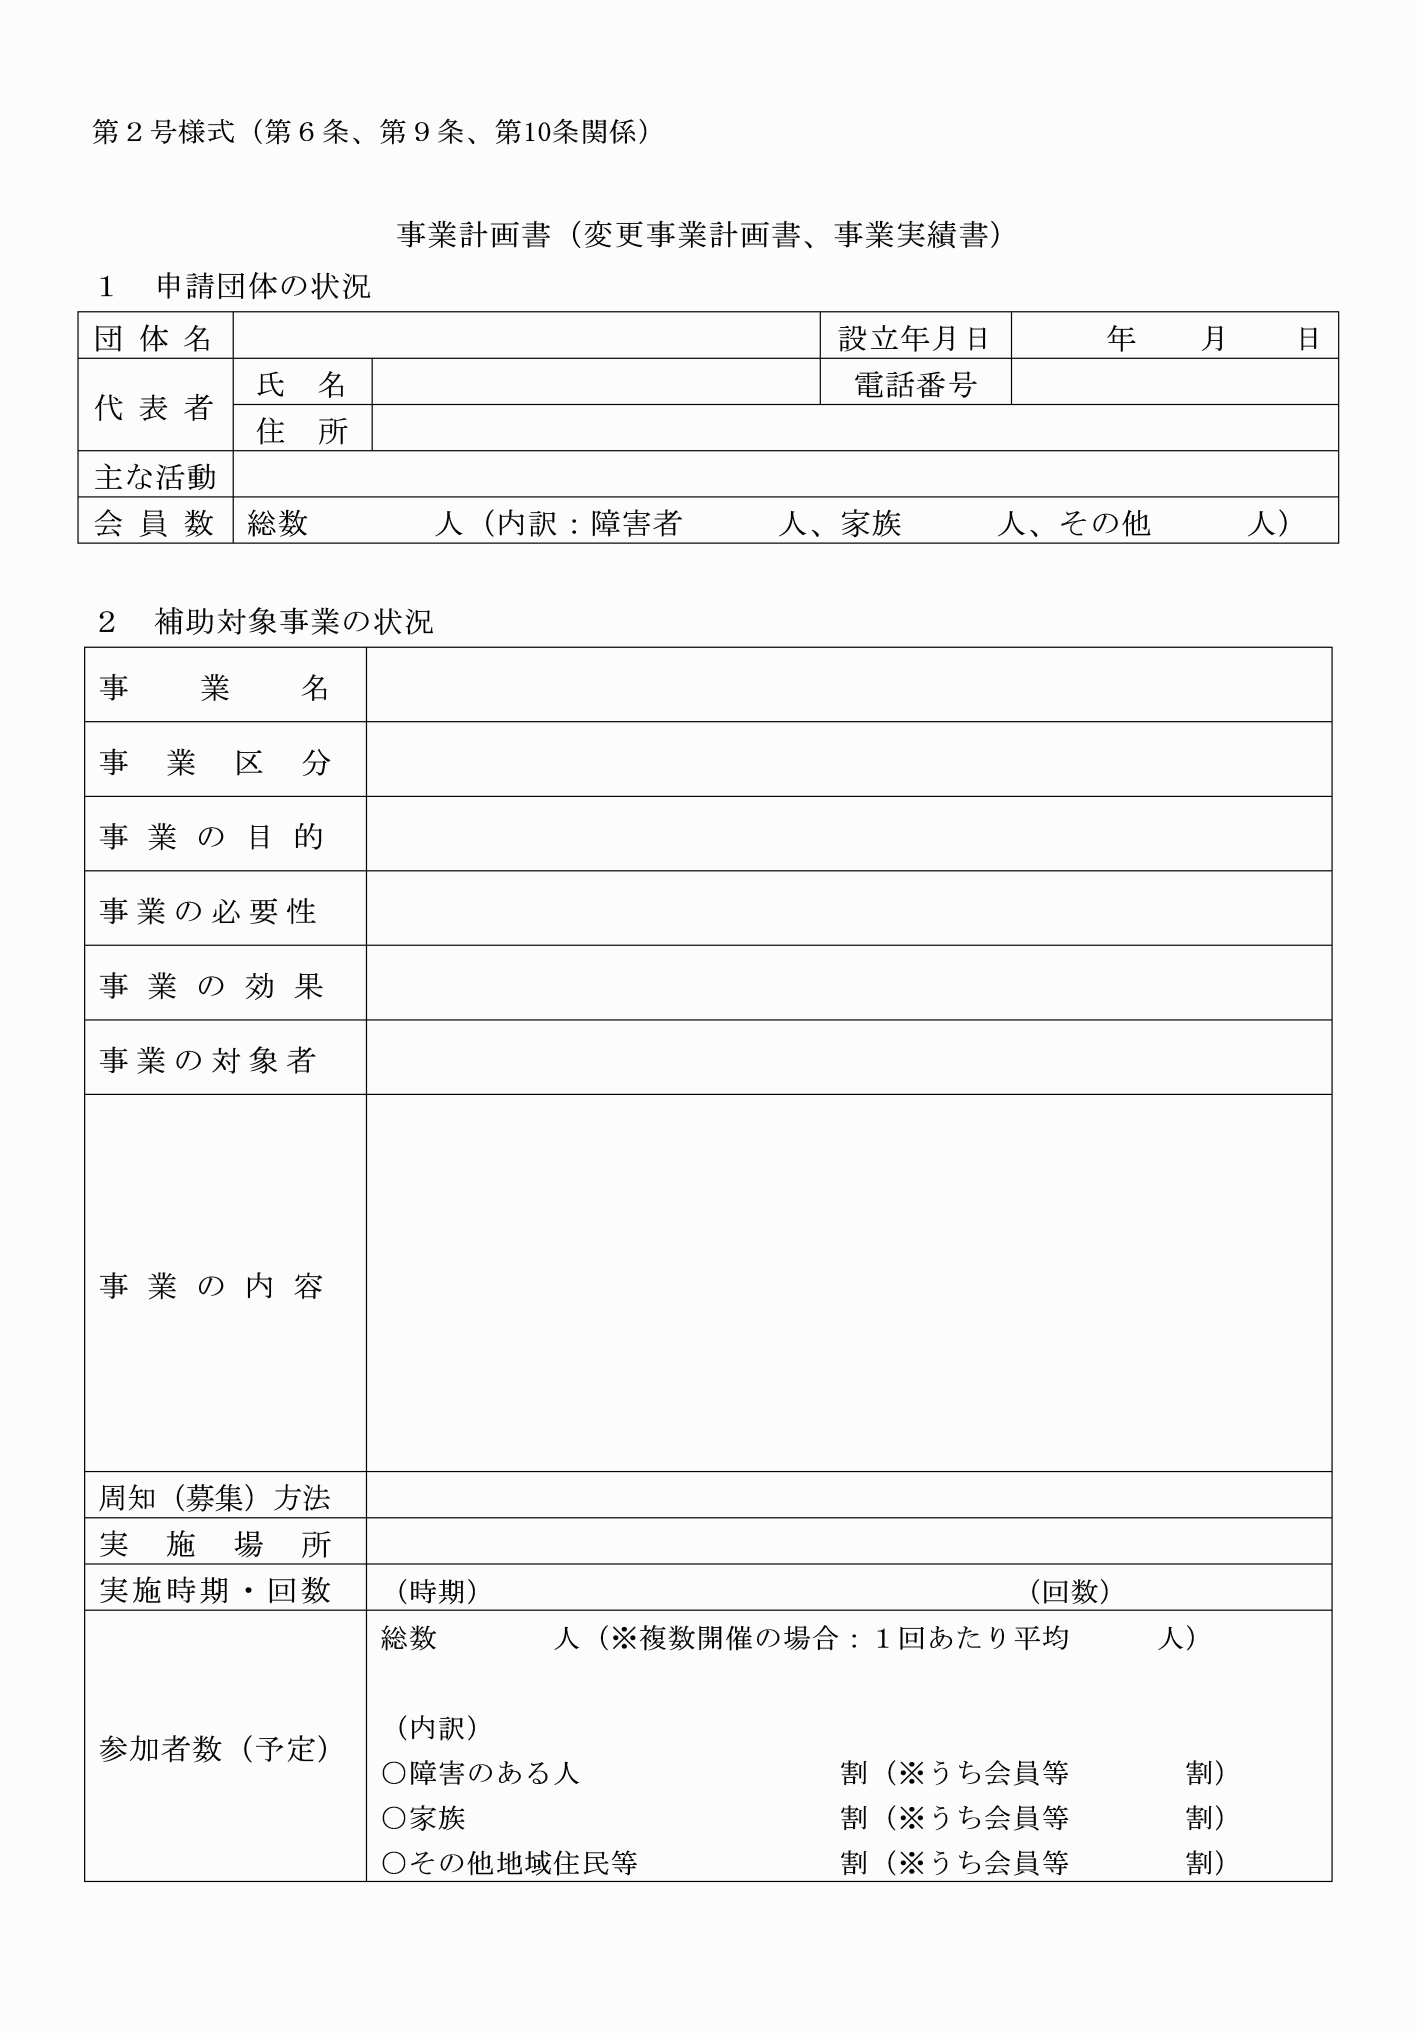 第２号様式（第６条、第９条、第10条関係）
事業計画書（変更事業計画書、事業実績書）
１　申請団体の状況
団体名　設立年月日　年　月　日
代表者　氏　名　電話番号
住　所
主な活動
会員数　総数　人（内訳：障害者　人、家族　人、その他　人）
２　補助対象事業の状況
事業名
事業区分
事業の目的
事業の必要性
事業の効果
事業の対象者
事業の内容
周知（募集）方法
実施場所
実施時期・回数　（時期）　（回数）
参加者数（予定）
総数　人（※複数開催の場合：１回あたり平均　人）
（内訳）
○障害のある人　割（※うち会員等　割）
○家族　割（※うち会員等　割）
○その他地域住民等　割（※うち会員等　割）